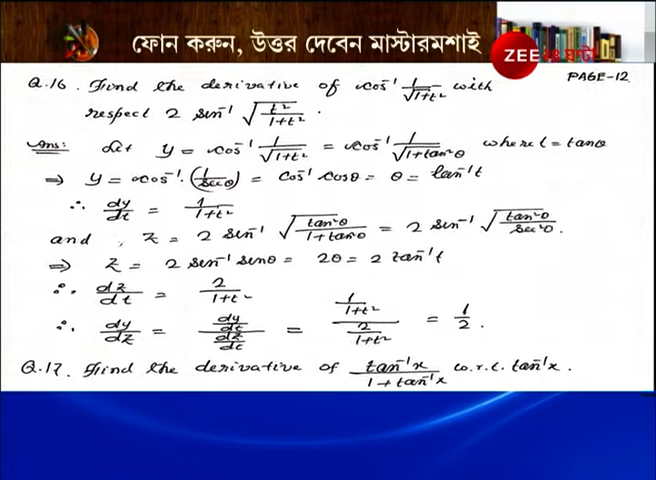 ফোন করুন, উত্তর দেবেন মাস্টারমশাই
ZEE ২৪ ঘন্টা
PAGE-12
Q.16. Find the derivative of cos⁻¹ 1/√(1+t²) with
respect 2 sin⁻¹ √(t²/(1+t²)) .
Ans: Let y = cos⁻¹ 1/√(1+t²) = cos⁻¹ 1/√(1+tan²θ) where t = tanθ
⇒ y = cos⁻¹ · (1/secθ) = cos⁻¹ cosθ = θ = tan⁻¹t
∴ dy/dt = 1/(1+t²)
and , z = 2 sin⁻¹ √(tan²θ/(1+tan²θ)) = 2 sin⁻¹ √(tan²θ/sec²θ) .
⇒ z = 2 sin⁻¹ sinθ = 2θ = 2 tan⁻¹t
∴ dz/dt = 2/(1+t²)
∴ dy/dz = (dy/dt)/(dz/dt) = (1/(1+t²))/(2/(1+t²)) = 1/2 .
Q.17. Find the derivative of tan⁻¹x/(1+tan⁻¹x) w.r.t. tan⁻¹x .